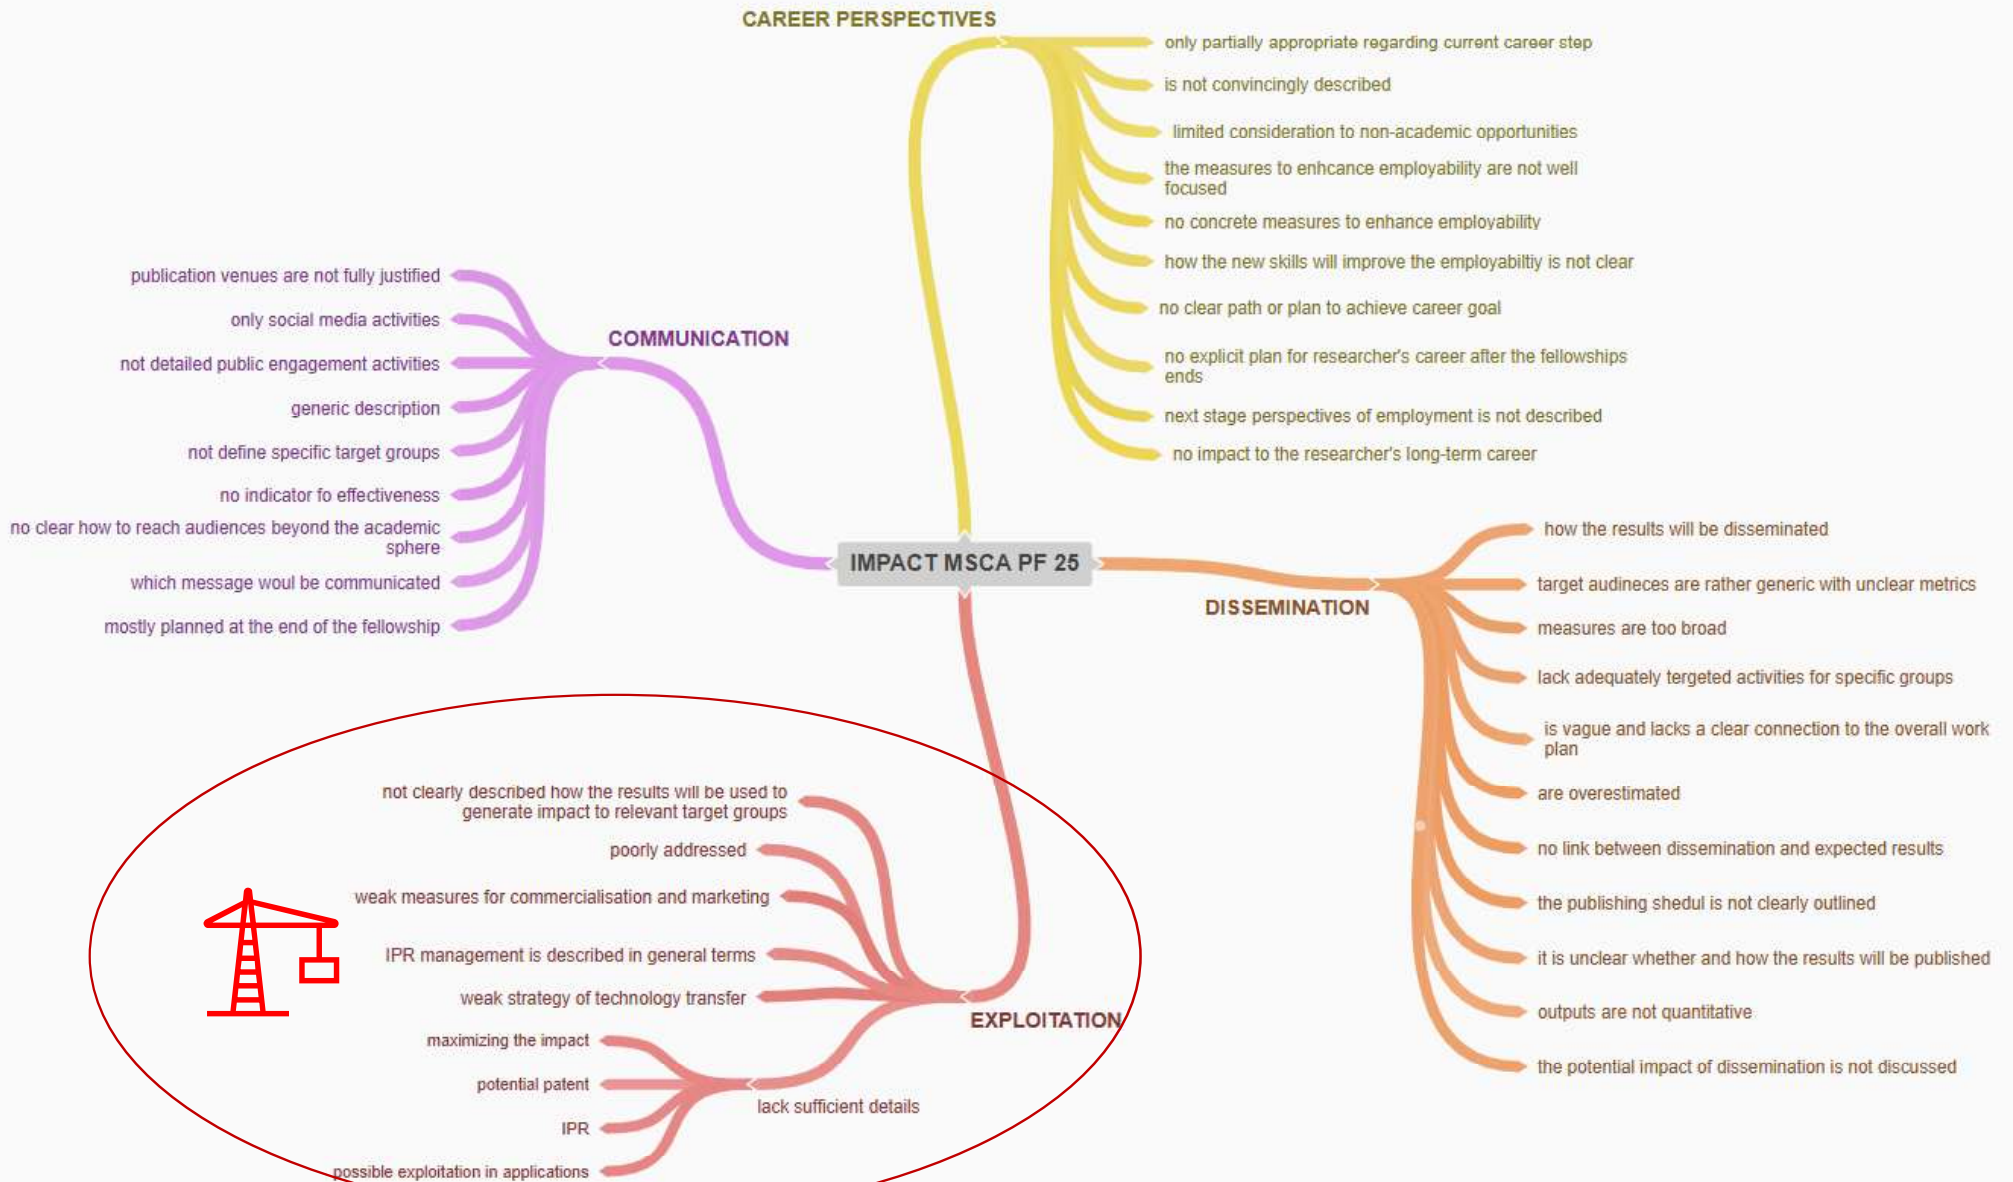 CAREER PERSPECTIVES
only partially appropriate regarding current career step
is not convincingly described
limited consideration to non-academic opportunities
the measures to enhcance employability are not well
focused
no concrete measures to enhance employability
how the new skills will improve the employabiltiy is not clear
no clear path or plan to achieve career goal
no explicit plan for researcher's career after the fellowships
ends
next stage perspectives of employment is not described
no impact to the researcher's long-term career
COMMUNICATION
publication venues are not fully justified
only social media activities
not detailed public engagement activities
generic description
not define specific target groups
no indicator fo effectiveness
no clear how to reach audiences beyond the academic
sphere
which message woul be communicated
mostly planned at the end of the fellowship
IMPACT MSCA PF 25
DISSEMINATION
how the results will be disseminated
target audineces are rather generic with unclear metrics
measures are too broad
lack adequately tergeted activities for specific groups
is vague and lacks a clear connection to the overall work
plan
are overestimated
no link between dissemination and expected results
the publishing shedul is not clearly outlined
it is unclear whether and how the results will be published
outputs are not quantitative
the potential impact of dissemination is not discussed
EXPLOITATION
not clearly described how the results will be used to
generate impact to relevant target groups
poorly addressed
weak measures for commercialisation and marketing
IPR management is described in general terms
weak strategy of technology transfer
lack sufficient details
maximizing the impact
potential patent
IPR
possible exploitation in applications